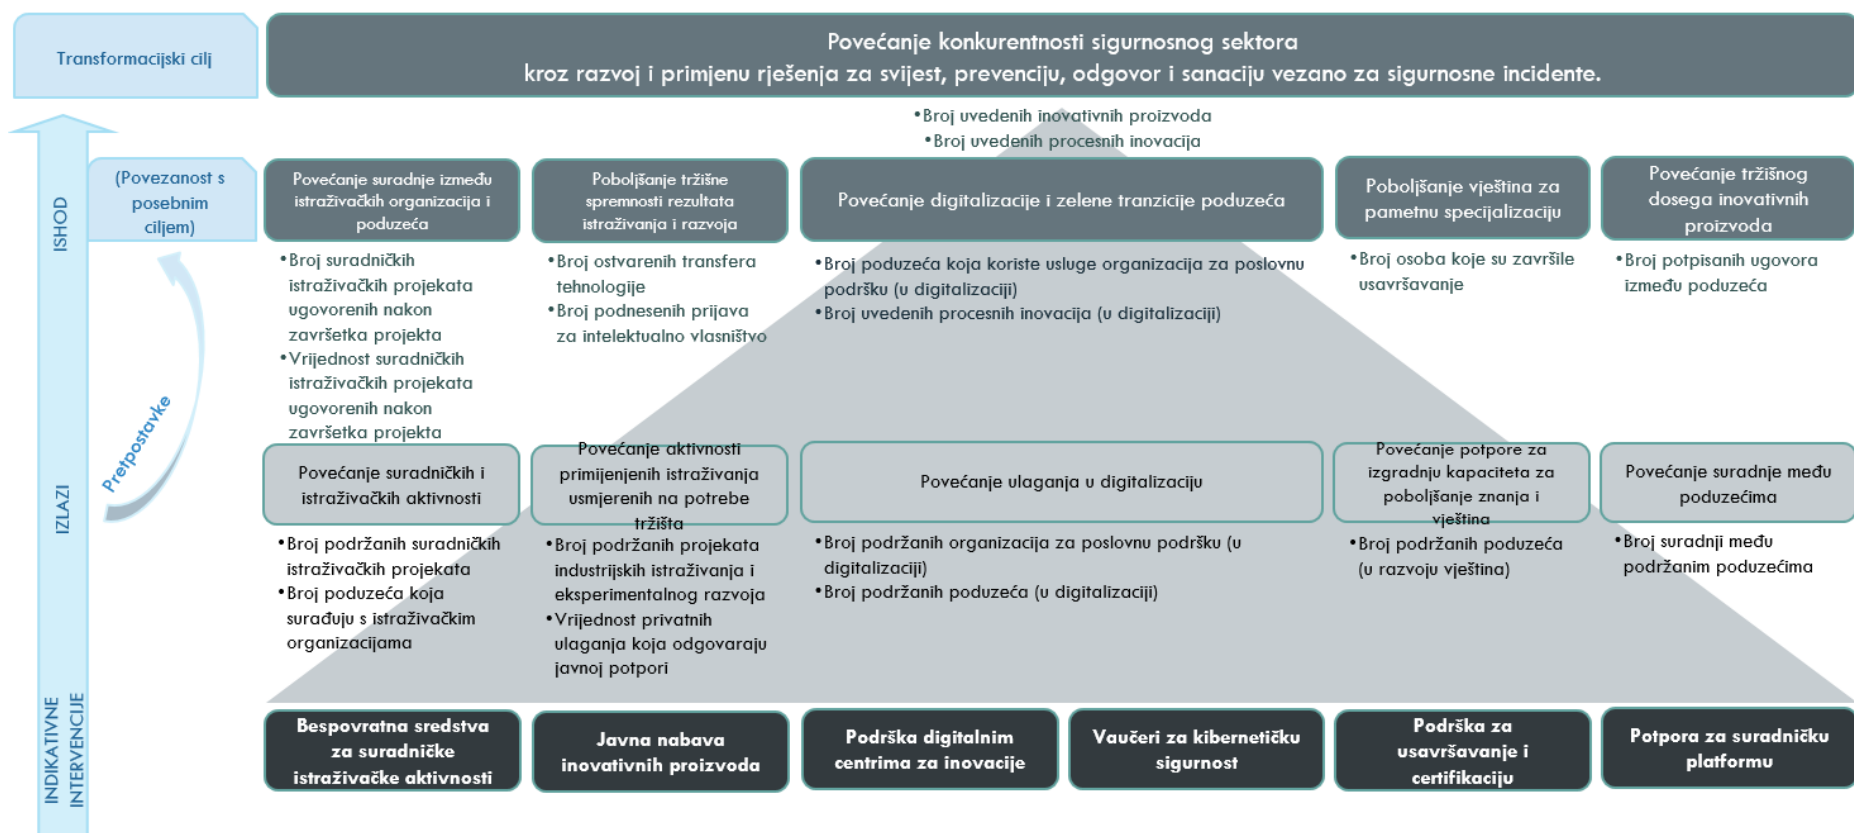 Transformacijski cilj
Povećanje konkurentnosti sigurnosnog sektora
kroz razvoj i primjenu rješenja za svijest, prevenciju, odgovor i sanaciju vezano za sigurnosne incidente.
•Broj uvedenih inovativnih proizvoda
•Broj uvedenih procesnih inovacija
ISHOD
(Povezanost s
posebnim
ciljem)
Povećanje suradnje između
istraživačkih organizacija i
poduzeća
Poboljšanje tržišne
spremnosti rezultata
istraživanja i razvoja
Povećanje digitalizacije i zelene tranzicije poduzeća
Poboljšanje vještina za
pametnu specijalizaciju
Povećanje tržišnog
dosega inovativnih
proizvoda
•Broj suradničkih
istraživačkih projekata
ugovorenih nakon
završetka projekta
•Vrijednost suradničkih
istraživačkih projekata
ugovorenih nakon
završetka projekta
•Broj ostvarenih transfera
tehnologije
•Broj podnesenih prijava
za intelektualno vlasništvo
•Broj poduzeća koja koriste usluge organizacija za poslovnu
podršku (u digitalizaciji)
•Broj uvedenih procesnih inovacija (u digitalizaciji)
•Broj osoba koje su završile
usavršavanje
•Broj potpisanih ugovora
između poduzeća
Pretpostavke
IZLAZI
Povećanje suradničkih i
istraživačkih aktivnosti
Povećanje aktivnosti
primijenjenih istraživanja
usmjerenih na potrebe
tržišta
Povećanje ulaganja u digitalizaciju
Povećanje potpore za
izgradnju kapaciteta za
poboljšanje znanja i
vještina
Povećanje suradnje među
poduzećima
•Broj podržanih suradničkih
istraživačkih projekata
•Broj poduzeća koja
surađuju s istraživačkim
organizacijama
•Broj podržanih projekata
industrijskih istraživanja i
eksperimentalnog razvoja
•Vrijednost privatnih
ulaganja koja odgovaraju
javnoj potpori
•Broj podržanih organizacija za poslovnu podršku (u
digitalizaciji)
•Broj podržanih poduzeća (u digitalizaciji)
•Broj podržanih poduzeća
(u razvoju vještina)
•Broj suradnji među
podržanim poduzećima
INDIKATIVNE
INTERVENCIJE
Bespovratna sredstva
za suradničke
istraživačke aktivnosti
Javna nabava
inovativnih proizvoda
Podrška digitalnim
centrima za inovacije
Vaučeri za kibernetičku
sigurnost
Podrška za
usavršavanje i
certifikaciju
Potpora za suradničku
platformu